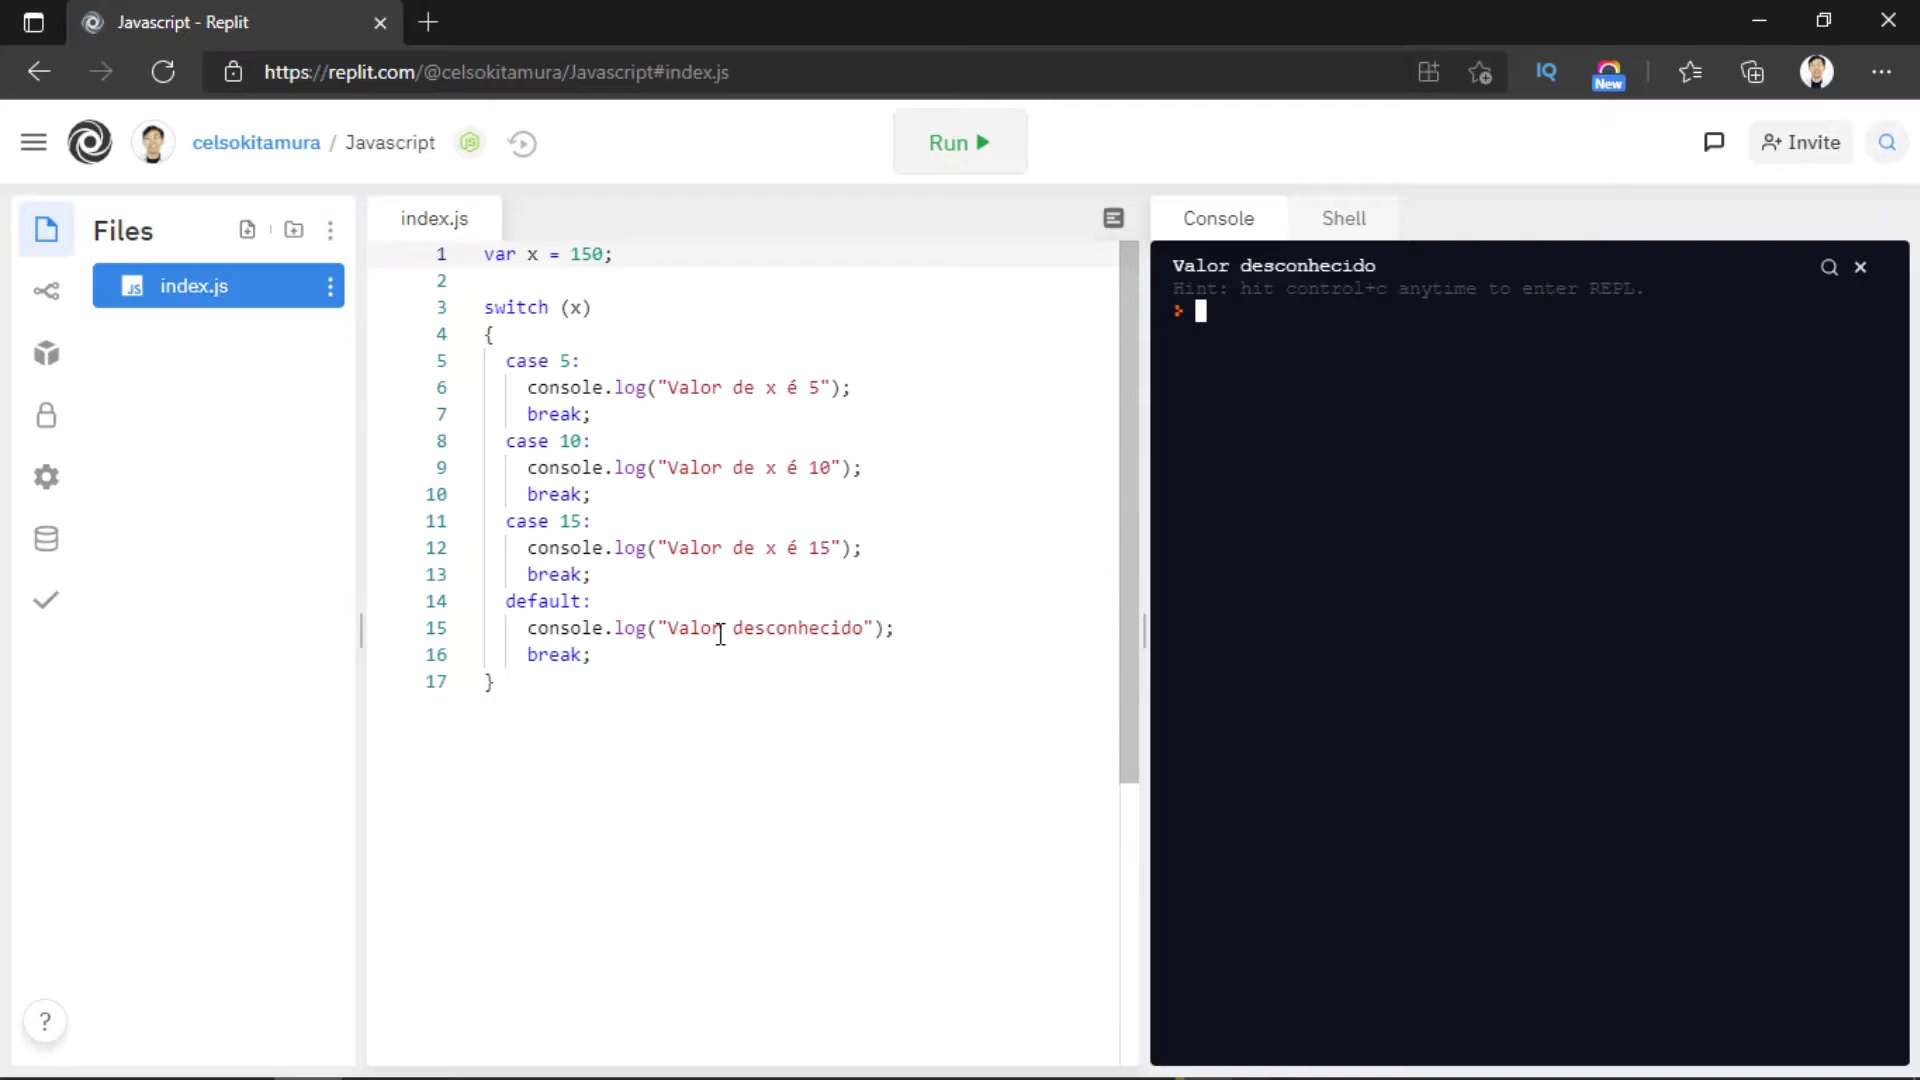 Javascript - Replit
https://replit.com/@celsokitamura/Javascript#index.js
IQ
New
celsokitamura / Javascript
JS
Run
Invite
Files
JS index.js
index.js
1 var x = 150;
2
3 switch (x)
4 {
5 case 5:
6 console.log("Valor de x é 5");
7 break;
8 case 10:
9 console.log("Valor de x é 10");
10 break;
11 case 15:
12 console.log("Valor de x é 15");
13 break;
14 default:
15 console.log("Valor desconhecido");
16 break;
17 }
Console
Shell
Valor desconhecido
Hint: hit control+c anytime to enter REPL.
>
?